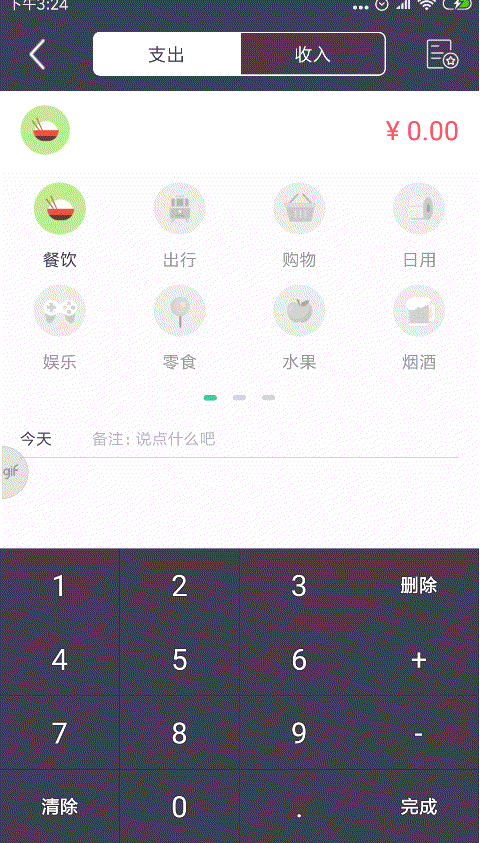 下午3:24
支出 收入
¥ 0.00
餐饮 出行 购物 日用
娱乐 零食 水果 烟酒
今天 备注: 说点什么吧
gif
1 2 3 删除
4 5 6 +
7 8 9 -
清除 0 . 完成